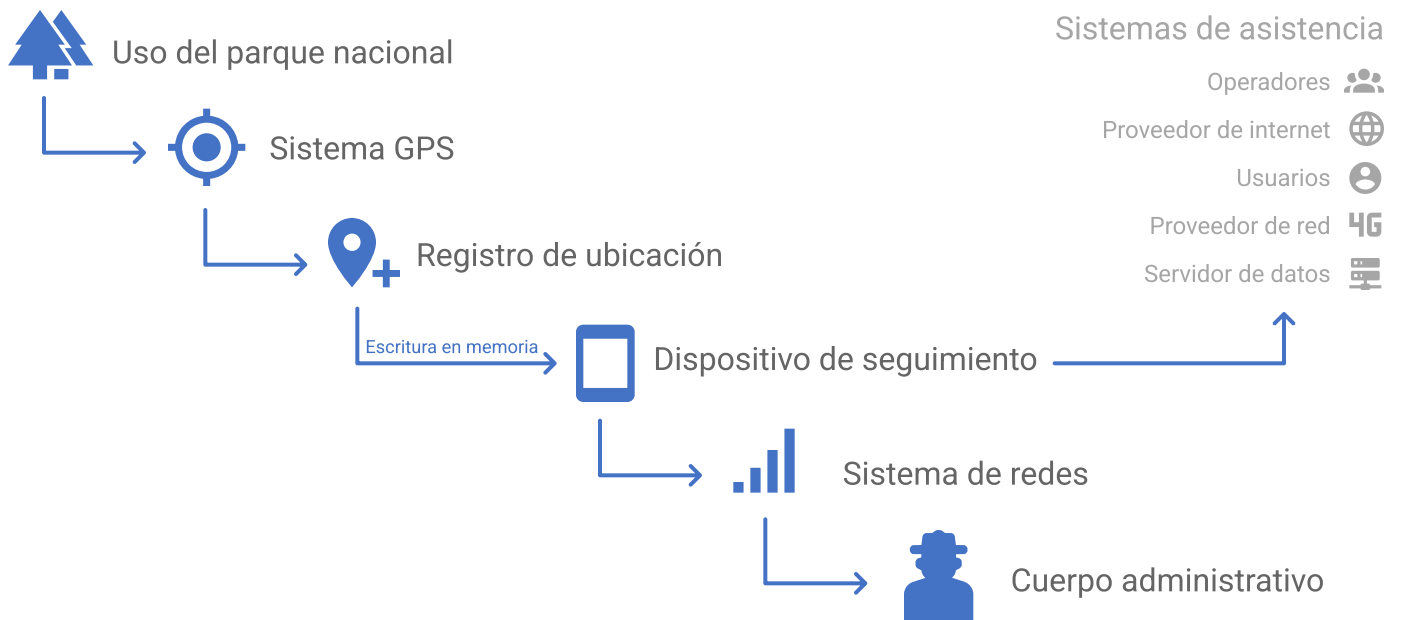 Uso del parque nacional
Sistema GPS
Registro de ubicación
Escritura en memoria
Dispositivo de seguimiento
Sistema de redes
Cuerpo administrativo
Sistemas de asistencia
Operadores
Proveedor de internet
Usuarios
Proveedor de red 4G
Servidor de datos